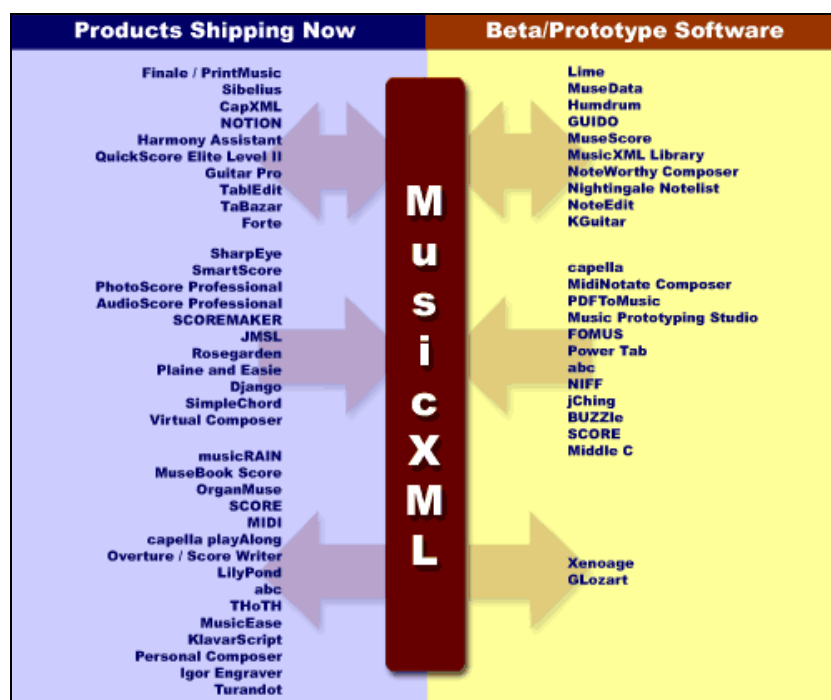 Products Shipping Now
Beta/Prototype Software
Finale / PrintMusic
Sibelius
CapXML
NOTION
Harmony Assistant
QuickScore Elite Level II
Guitar Pro
TablEdit
TaBazar
Forte
SharpEye
SmartScore
PhotoScore Professional
AudioScore Professional
SCOREMAKER
JMSL
Rosegarden
Plaine and Easie
Django
SimpleChord
Virtual Composer
musicRAIN
MuseBook Score
OrganMuse
SCORE
MIDI
capella playAlong
Overture / Score Writer
LilyPond
abc
THoTH
MusicEase
KlavarScript
Personal Composer
Igor Engraver
Turandot
MusicXML
Lime
MuseData
Humdrum
GUIDO
MuseScore
MusicXML Library
NoteWorthy Composer
Nightingale Notelist
NoteEdit
KGuitar
capella
MidiNotate Composer
PDFToMusic
Music Prototyping Studio
FOMUS
Power Tab
abc
NIFF
jChing
BUZZle
SCORE
Middle C
Xenoage
GLozart